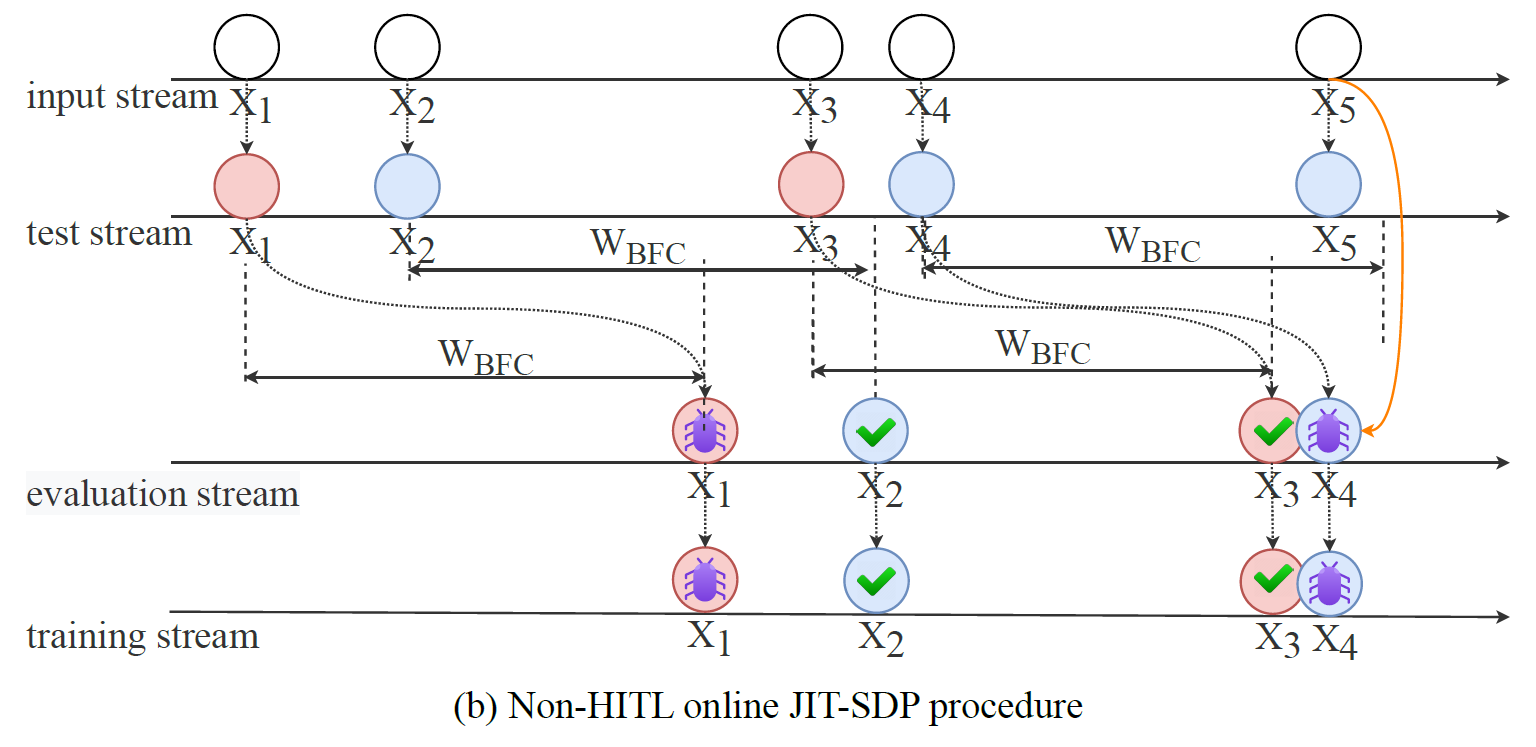 input stream
X1 X2 X3 X4 X5
test stream
X1 X2 X3 X4 X5
WBFC WBFC
WBFC WBFC
evaluation stream
X1 X2 X3 X4
training stream
X1 X2 X3 X4
(b) Non-HITL online JIT-SDP procedure